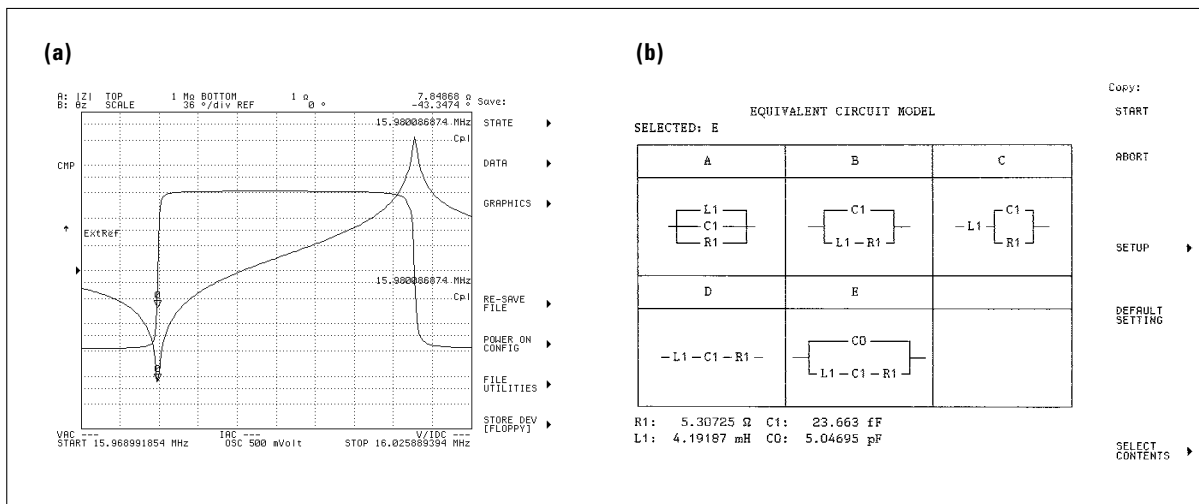 (a)
A: |Z| TOP 1 MΩ BOTTOM 1 Ω 7.84868 Ω
B: θz SCALE 36 °/div REF 0 ° -43.3474 °
Save:
15.980086874 MHz
Cpl
STATE
DATA
GRAPHICS
CMP
ExtRef
15.980086874 MHz
Cpl
0
0
RE-SAVE
FILE
POWER ON
CONFIG
FILE
UTILITIES
STORE DEV
[FLOPPY]
VAC --- IAC --- V/IDC ---
START 15.968991854 MHz OSC 500 mVolt STOP 16.025889394 MHz
(b)
EQUIVALENT CIRCUIT MODEL
SELECTED: E
A B C
L1
C1
R1
C1
L1 R1
L1
C1
R1
D E
L1 C1 R1
C0
L1 C1 R1
R1: 5.30725 Ω C1: 23.663 fF
L1: 4.19187 mH C0: 5.04695 pF
Copy:
START
ABORT
SETUP
DEFAULT
SETTING
SELECT
CONTENTS